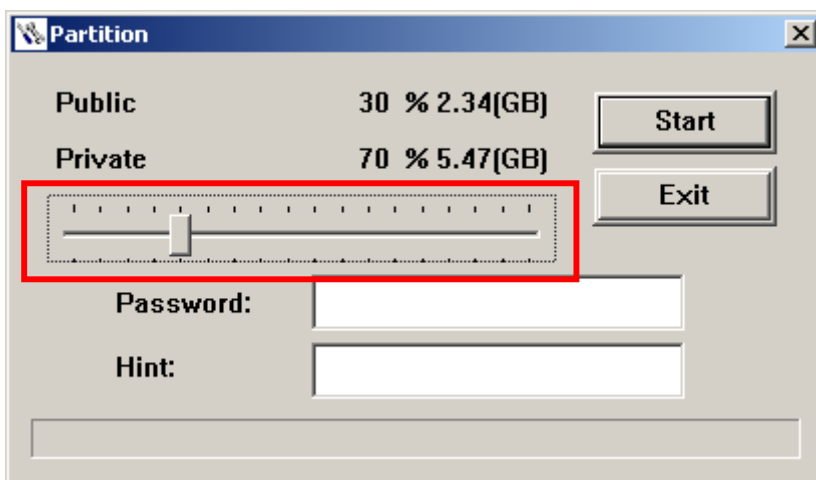 Partition
Public 30 % 2.34(GB)
Start
Private 70 % 5.47(GB)
Exit
Password:
Hint: